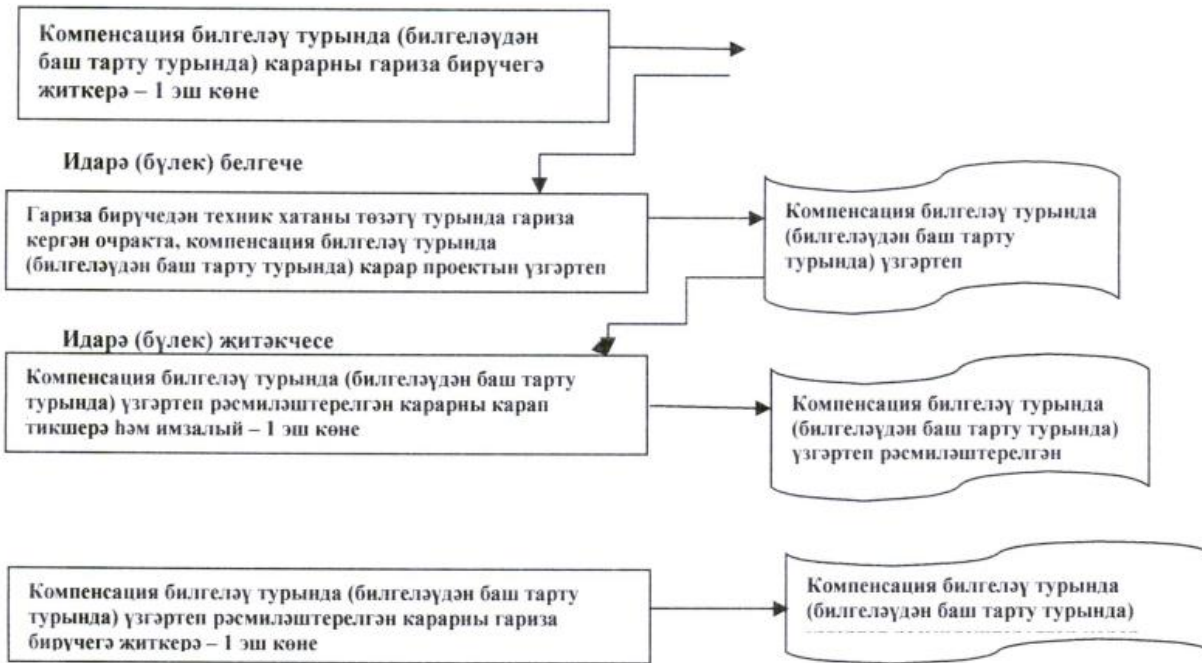 Компенсация билгеләү турында (билгеләүдән
баш тарту турында) карарны гариза бирүчегә
җиткерә – 1 эш көне
Идарә (бүлек) белгече
Гариза бирүчедән техник хатаны төзәтү турында гариза
кергән очракта, компенсация билгеләү турында
(билгеләүдән баш тарту турында) карар проектын үзгәртеп
Компенсация билгеләү турында
(билгеләүдән баш тарту
турында) үзгәртеп
Идарә (бүлек) җитәкчесе
Компенсация билгеләү турында (билгеләүдән баш тарту
турында) үзгәртеп рәсмиләштерелгән карарны карап
тикшерә һәм имзалый – 1 эш көне
Компенсация билгеләү турында
(билгеләүдән баш тарту турында)
үзгәртеп рәсмиләштерелгән
Компенсация билгеләү турында (билгеләүдән баш тарту
турында) үзгәртеп рәсмиләштерелгән карарны гариза
бирүчегә җиткерә – 1 эш көне
Компенсация билгеләү турында
(билгеләүдән баш тарту турында)